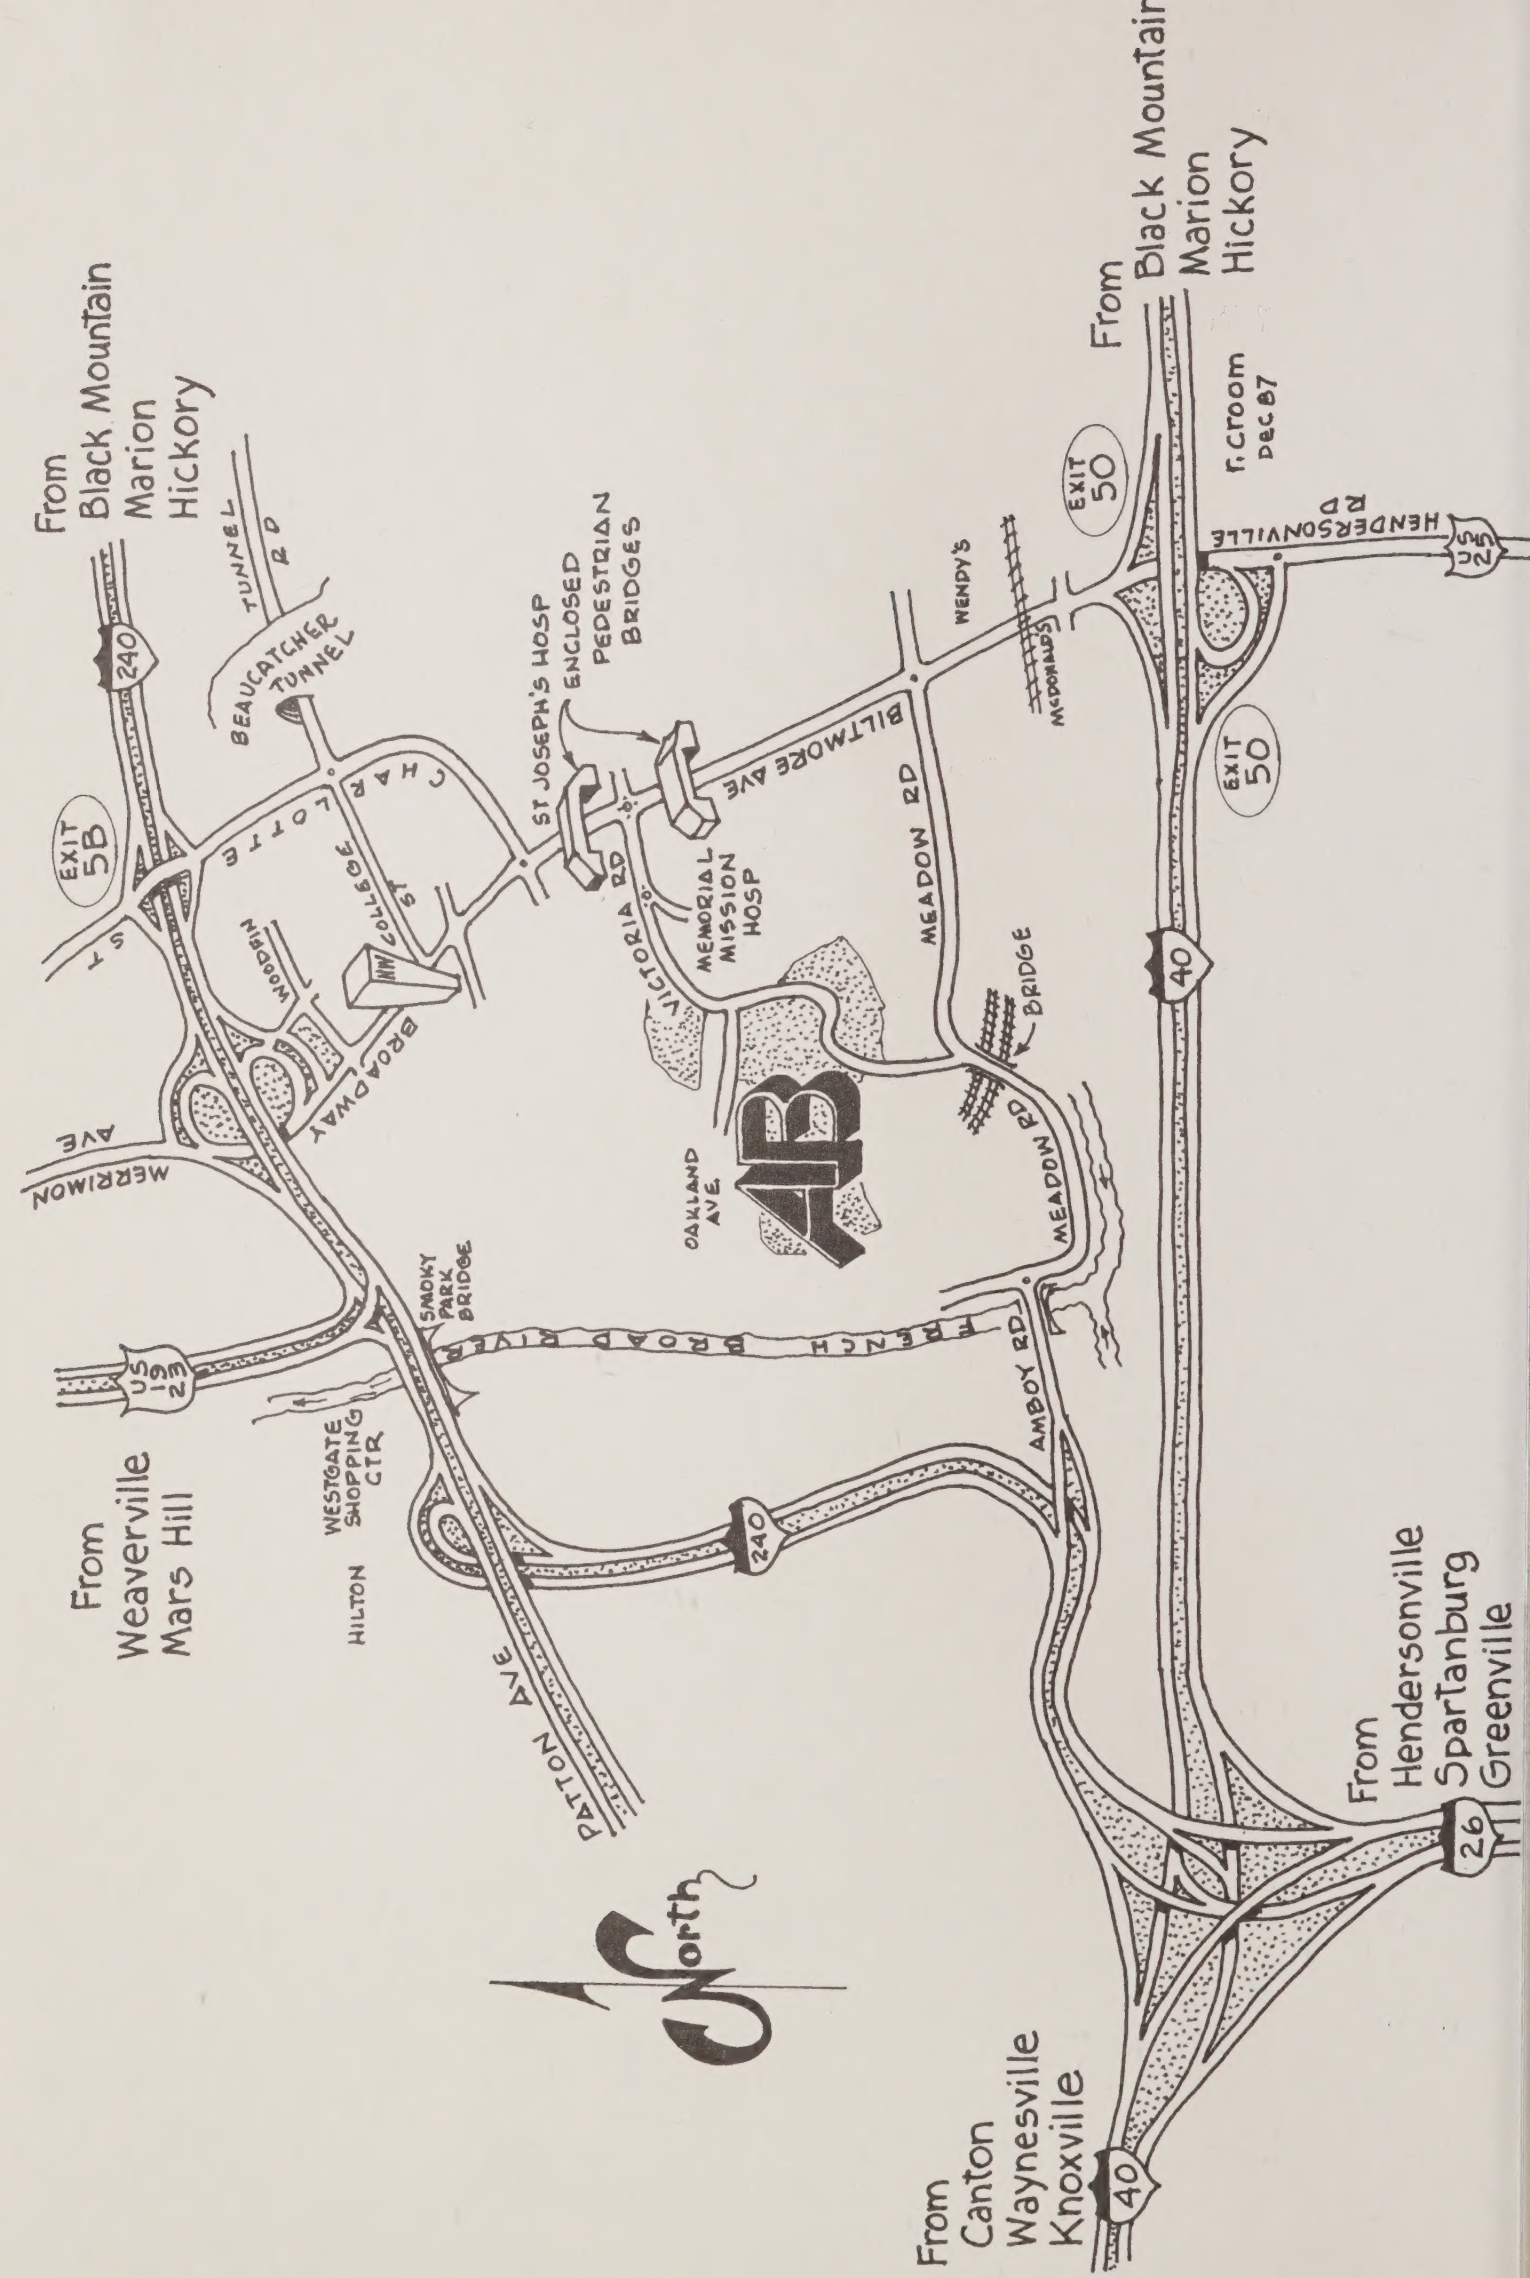 From
Weaverville
Mars Hill
US
19
23
MERRIMON
AVE
EXIT
5B
ST
From
Black Mountain
Marion
Hickory
240
TUNNEL
RD
BEAUCATCHER
TUNNEL
CHARLOTTE
WOODFIN
COLLEGE
ST
NW
BROADWAY
HILTON
WESTGATE
SHOPPING
CTR
SMOKY
PARK
BRIDGE
PATTON AVE
FRENCH BROAD RIVER
ST JOSEPH'S HOSP
ENCLOSED
PEDESTRIAN
BRIDGES
VICTORIA RD
MEMORIAL
MISSION
HOSP
BILTMORE AVE
OAKLAND
AVE
AB
240
North
MEADOW RD
WENDY'S
MCDONALDS
BRIDGE
MEADOW RD
AMBOY RD
EXIT
50
From
Black Mountain
Marion
Hickory
From
Canton
Waynesville
Knoxville
40
40
EXIT
50
r. croom
DEC 87
HENDERSONVILLE
RD
US
25
From
Hendersonville
Spartanburg
Greenville
26